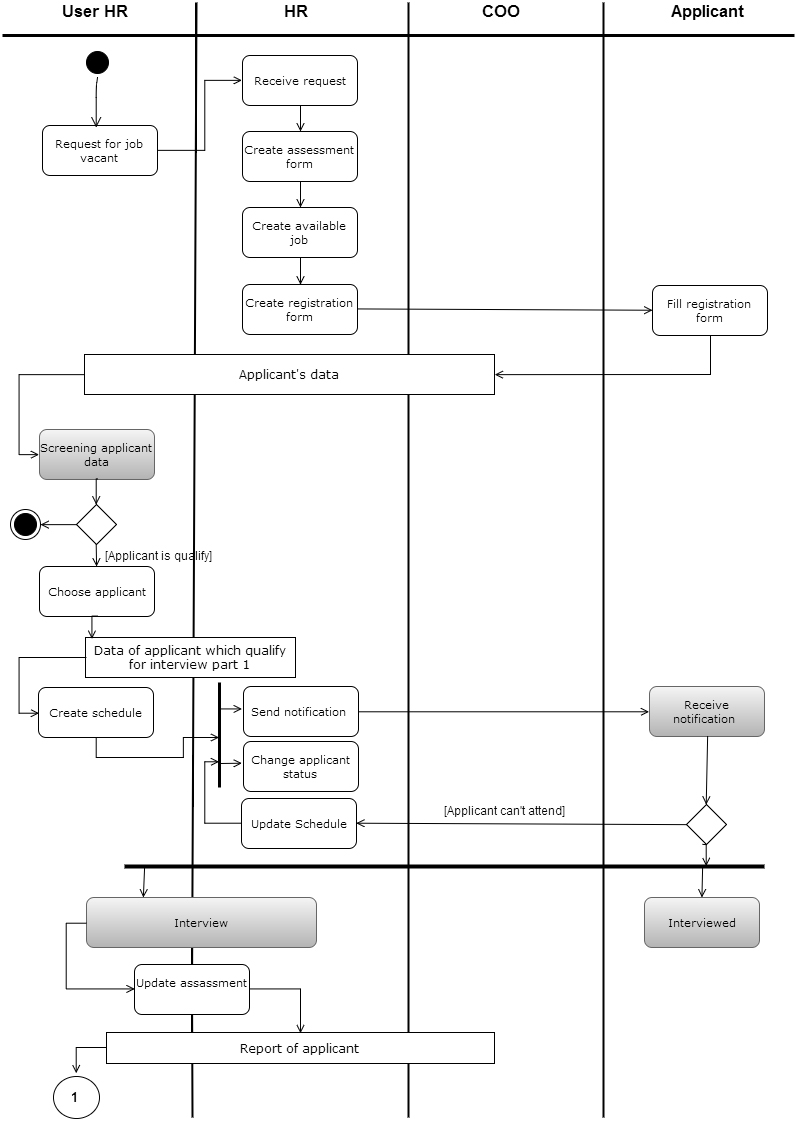 User HR
HR
COO
Applicant
Receive request
Request for job
vacant
Create assessment
form
Create available
job
Create registration
form
Fill registration
form
Applicant's data
Screening applicant
data
[Applicant is qualify]
Choose applicant
Data of applicant which qualify
for interview part 1
Create schedule
Send notification
Receive
notification
Change applicant
status
[Applicant can't attend]
Update Schedule
Interview
Interviewed
Update assassment
Report of applicant
1